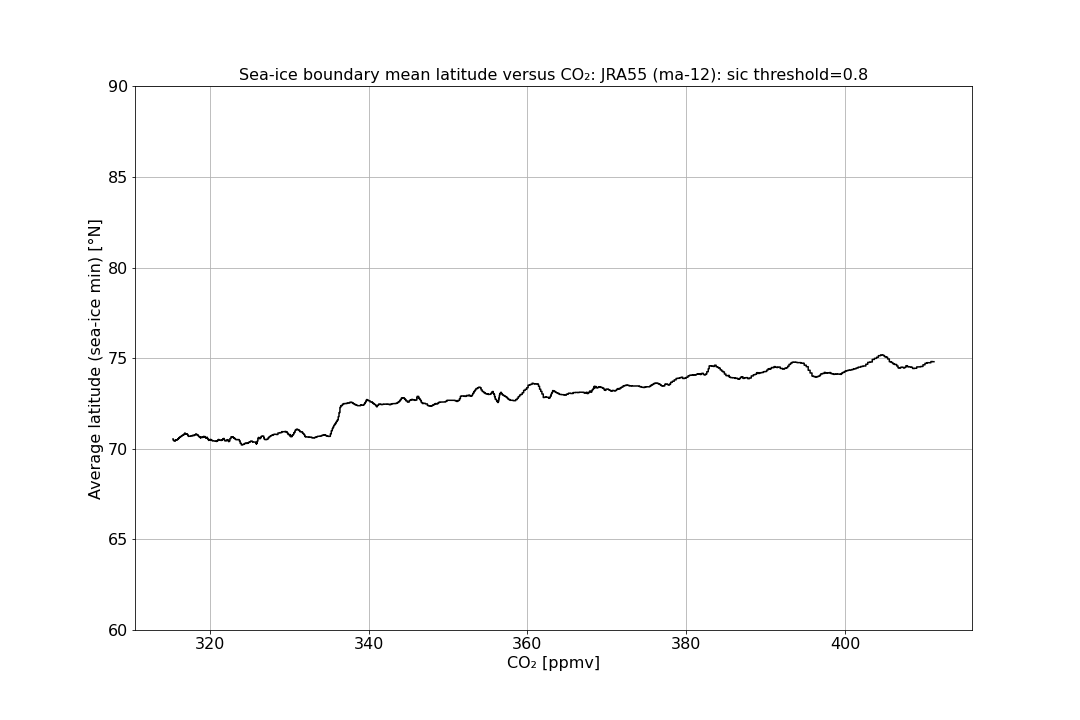 Sea-ice boundary mean latitude versus CO₂: JRA55 (ma-12): sic threshold=0.8
90
85
80
75
70
65
60
Average latitude (sea-ice min) [°N]
320 340 360 380 400
CO₂ [ppmv]